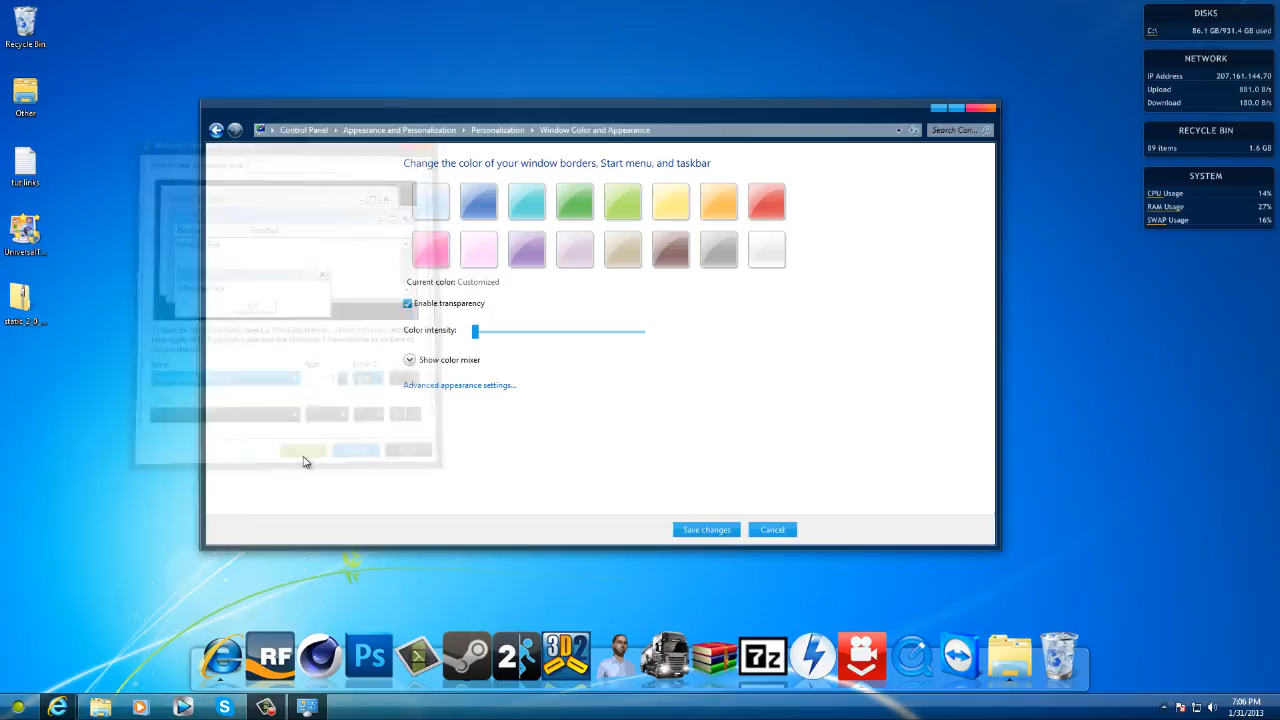 Recycle Bin
Other
tut links
UniversalT...
static_2_0_...
DISKS
C:\ 86.1 GB/931.4 GB used
NETWORK
IP Address 207.161.144.70
Upload 881.0 B/s
Download 180.0 B/s
RECYCLE BIN
89 items 1.6 GB
SYSTEM
CPU Usage 14%
RAM Usage 27%
SWAP Usage 16%
Control Panel Appearance and Personalization Personalization Window Color and Appearance
Search Con...
Change the color of your window borders, Start menu, and taskbar
Current color: Customized
Enable transparency
Color intensity:
Show color mixer
Advanced appearance settings...
Save changes Cancel
RF
Ps
2
3D
2
7z
7:06 PM
1/31/2013